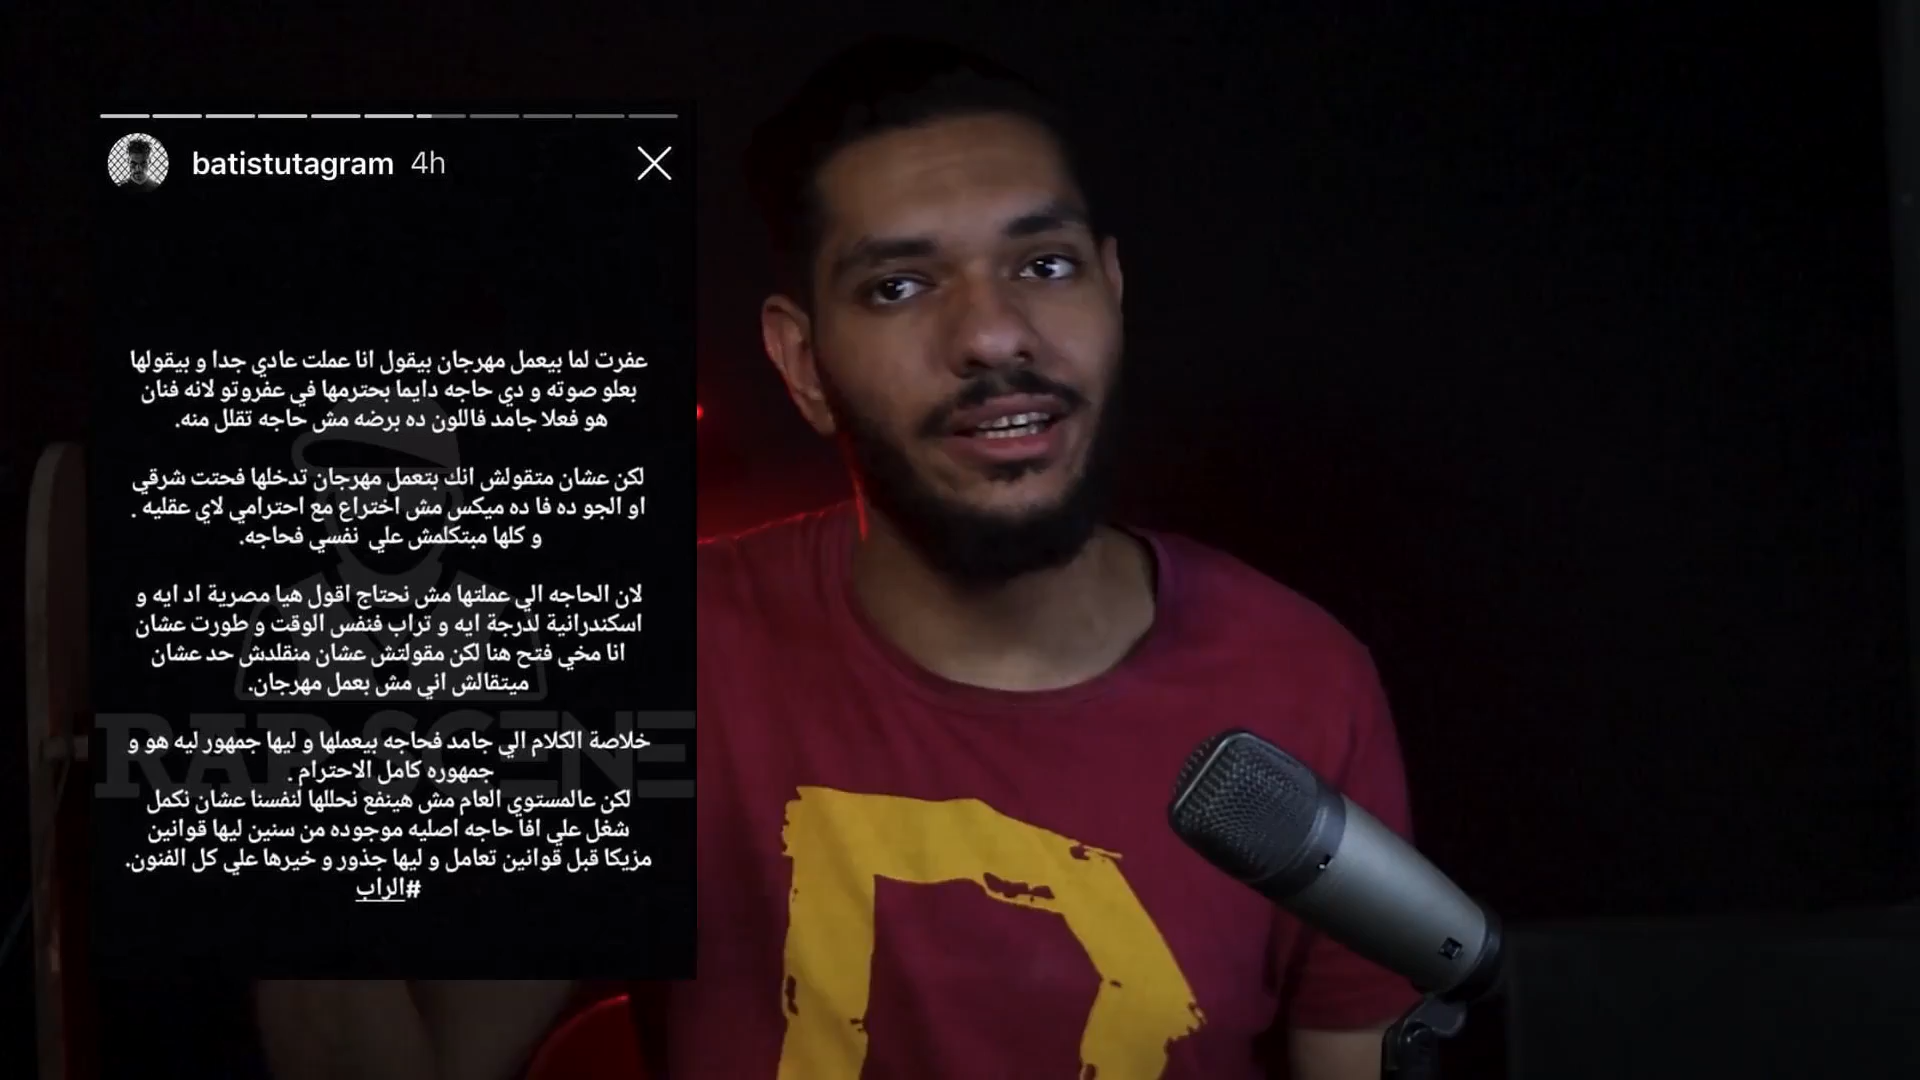 batistutagram 4h
عفرت لما بيعمل مهرجان بيقول انا عملت عادي جدا و بيقولها
بعلو صوته و دي حاجه دايما بحترمها في عفروتو لانه فنان
هو فعلا جامد فاللون ده برضه مش حاجه تقلل منه.
لكن عشان متقولش انك بتعمل مهرجان تدخلها فحتت شرقي
او الجو ده فا ده ميكس مش اختراع مع احترامي لاي عقليه .
و كلها مبتكلمش علي نفسي فحاجه.
لان الحاجه الي عملتها مش نحتاج اقول هيا مصرية اد ايه و
اسكندرانية لدرجة ايه و تراب فنفس الوقت و طورت عشان
انا مخي فتح هنا لكن مقولتش عشان منقلدش حد عشان
ميتقالش اني مش بعمل مهرجان.
خلاصة الكلام الي جامد فحاجه بيعملها و ليها جمهور ليه هو و
جمهوره كامل الاحترام .
لكن عالمستوي العام مش هينفع نحللها لنفسنا عشان نكمل
شغل علي افا حاجه اصليه موجوده من سنين ليها قوانين
مزيكا قبل قوانين تعامل و ليها جذور و خيرها علي كل الفنون.
#الراب
RAP SCENE